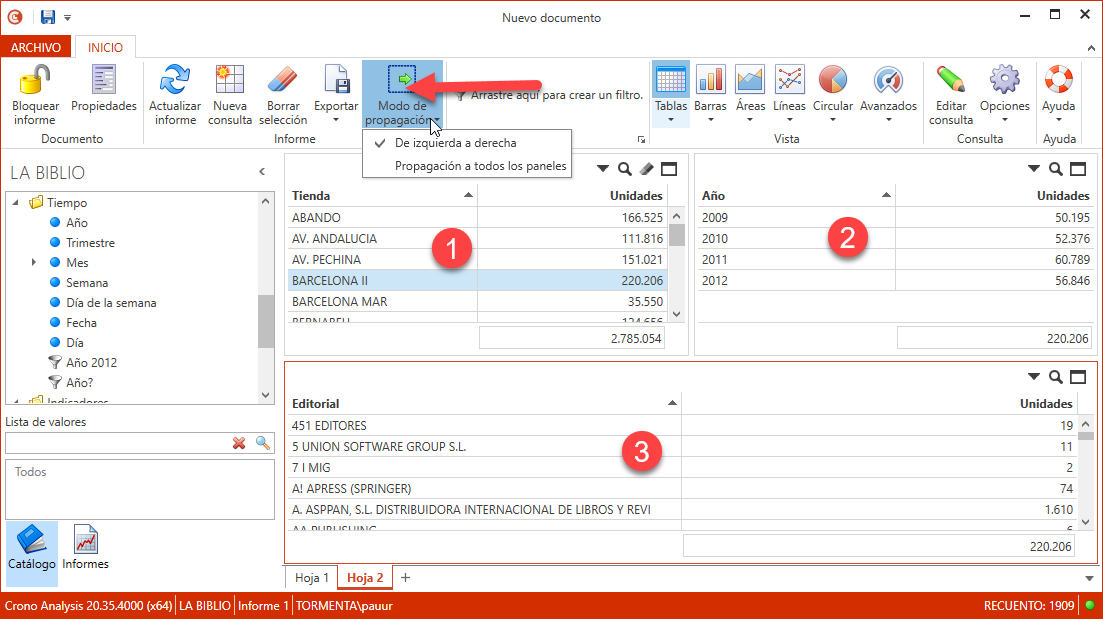 Nuevo documento
ARCHIVO
INICIO
Bloquear informe
Propiedades
Actualizar informe
Nueva consulta
Borrar selección
Exportar
Modo de propagación
Arrastre aquí para crear un filtro.
Tablas
Barras
Áreas
Líneas
Circular
Avanzados
Editar consulta
Opciones
Ayuda
Documento
Informe
Vista
Consulta
Ayuda
De izquierda a derecha
Propagación a todos los paneles
LA BIBLIO
Tiempo
Año
Trimestre
Mes
Semana
Día de la semana
Fecha
Día
Año 2012
Año?
Indicadores
Lista de valores
Todos
Catálogo
Informes
Tienda Unidades
ABANDO 166.525
AV. ANDALUCIA 111.816
AV. PECHINA 151.021
BARCELONA II 220.206
BARCELONA MAR 35.550
BERNABEU 124.656
2.785.054
1
Año Unidades
2009 50.195
2010 52.376
2011 60.789
2012 56.846
220.206
2
Editorial Unidades
451 EDITORES 19
5 UNION SOFTWARE GROUP S.L. 11
7 I MIG 2
A! APRESS (SPRINGER) 74
A. ASPPAN, S.L. DISTRIBUIDORA INTERNACIONAL DE LIBROS Y REVI 1.610
AA PUBLISHING 6
220.206
3
Hoja 1
Hoja 2
+
Crono Analysis 20.35.4000 (x64) LA BIBLIO Informe 1 TORMENTA\pauur
RECUENTO: 1909